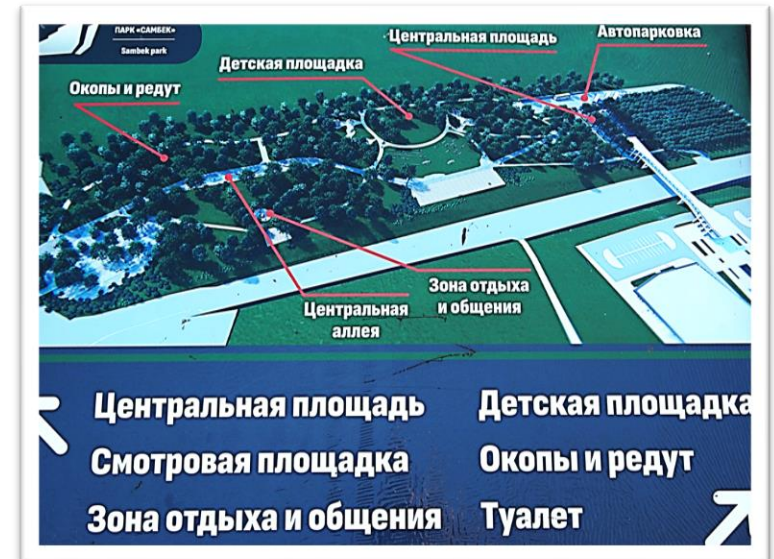 ПАРК «САМБЕК»
Sambek park
Центральная площадь
Автопарковка
Детская площадка
Окопы и редут
Зона отдыха
и общения
Центральная
аллея
Центральная площадь
Смотровая площадка
Зона отдыха и общения
Детская площадка
Окопы и редут
Туалет